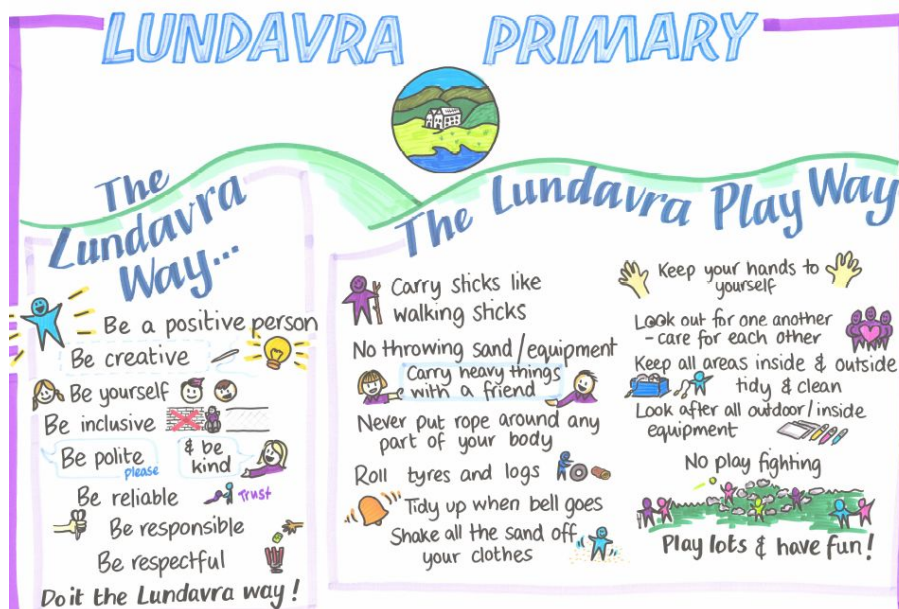 LUNDAVRA PRIMARY
The
Lundavra
Way...
Be a positive person
Be creative
Be yourself
Be inclusive
Be polite
please
& be
kind
Be reliable
Trust
Be responsible
Be respectful
Do it the Lundavra way!
The Lundavra Play Way
Carry sticks like
walking sticks
No throwing sand/equipment
Carry heavy things
with a friend
Never put rope around any
part of your body
Roll tyres and logs
Tidy up when bell goes
Shake all the sand off
your clothes
Keep your hands to
yourself
Look out for one another
- care for each other
Keep all areas inside & outside
tidy & clean
Look after all outdoor/inside
equipment
No play fighting
Play lots & have fun!